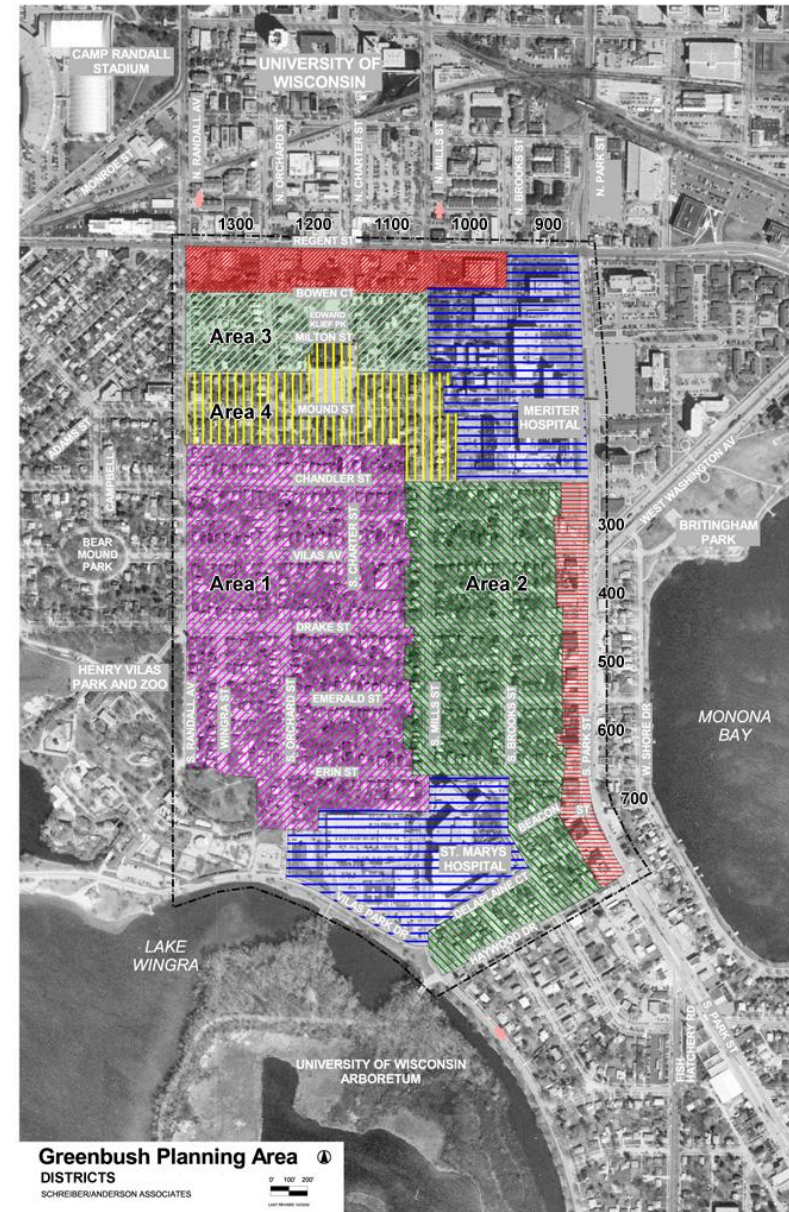 CAMP RANDALL
STADIUM
UNIVERSITY OF
WISCONSIN
MONROE ST
N. RANDALL AV
N. ORCHARD ST
N. CHARTER ST
N. MILLS ST
N. BROOKS ST
N. PARK ST
1300
1200
1100
1000
900
REGENT ST
BOWEN CT
EDWARD
KLIEF PK
MILTON ST
Area 3
MOUND ST
Area 4
MERITER
HOSPITAL
ADAMS ST
CAMPBELL
WEST WASHINGTON AV
CHANDLER ST
BRITINGHAM
PARK
300
BEAR
MOUND
PARK
VILAS AV
S. CHARTER ST
Area 1
Area 2
400
DRAKE ST
500
HENRY VILAS
PARK AND ZOO
S. RANDALL AV
WINGRA ST
S. ORCHARD ST
EMERALD ST
S. MILLS ST
S. BROOKS ST
S. PARK ST
W. SHORE DR
600
MONONA
BAY
ERIN ST
700
BEACON ST
ST. MARYS
HOSPITAL
VILAS PARK DR
DELAPLAINE CT
HAYWOOD DR
LAKE
WINGRA
S. PARK ST
FISH
HATCHERY RD
UNIVERSITY OF WISCONSIN
ARBORETUM
Greenbush Planning Area
DISTRICTS
SCHREIBER/ANDERSON ASSOCIATES
0' 100' 200'